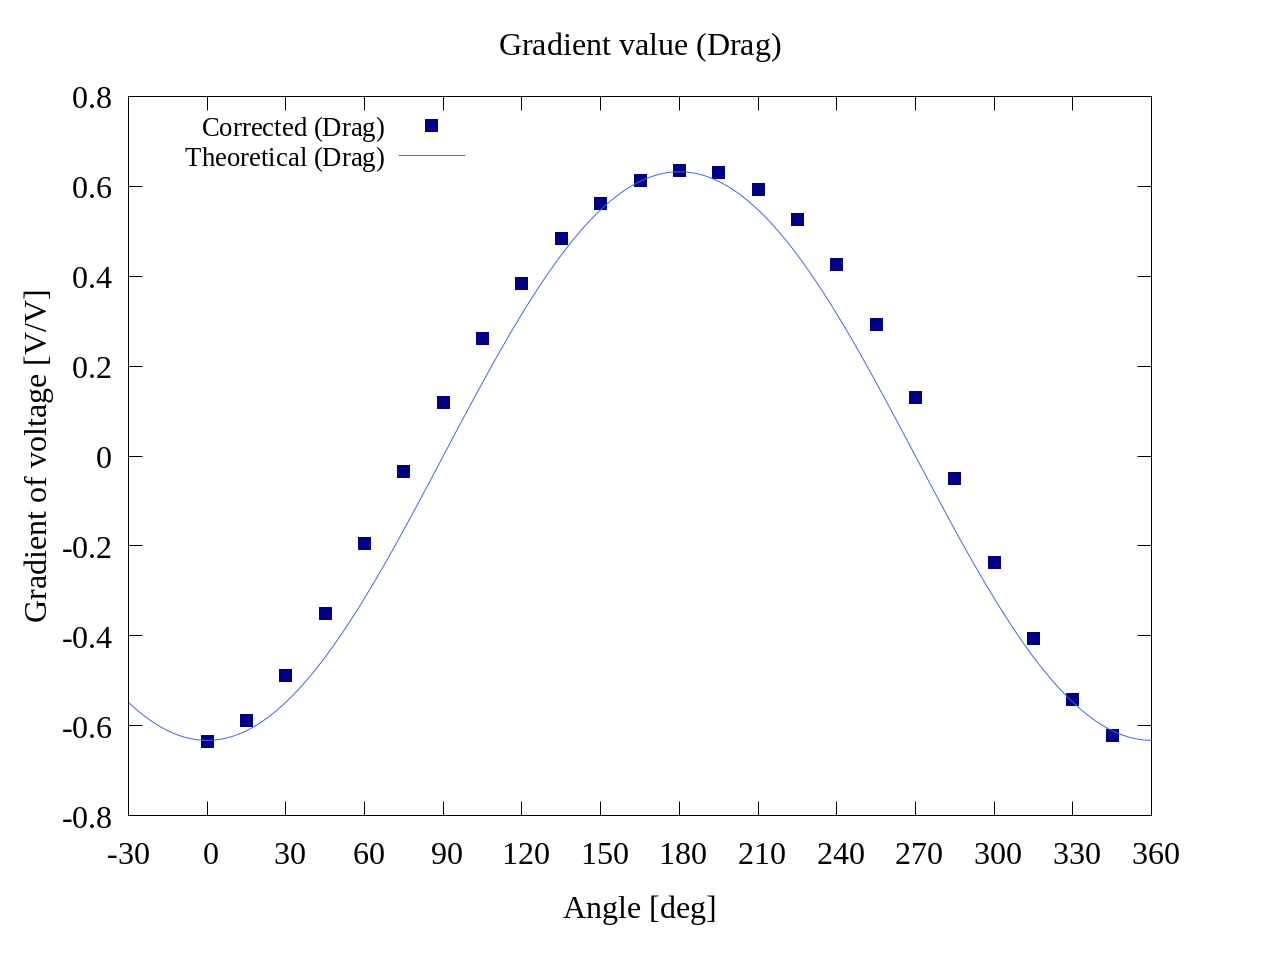 Gradient value (Drag)
Corrected (Drag)
Theoretical (Drag)
0.8
0.6
0.4
0.2
0
-0.2
-0.4
-0.6
-0.8
Gradient of voltage [V/V]
-30 0 30 60 90 120 150 180 210 240 270 300 330 360
Angle [deg]